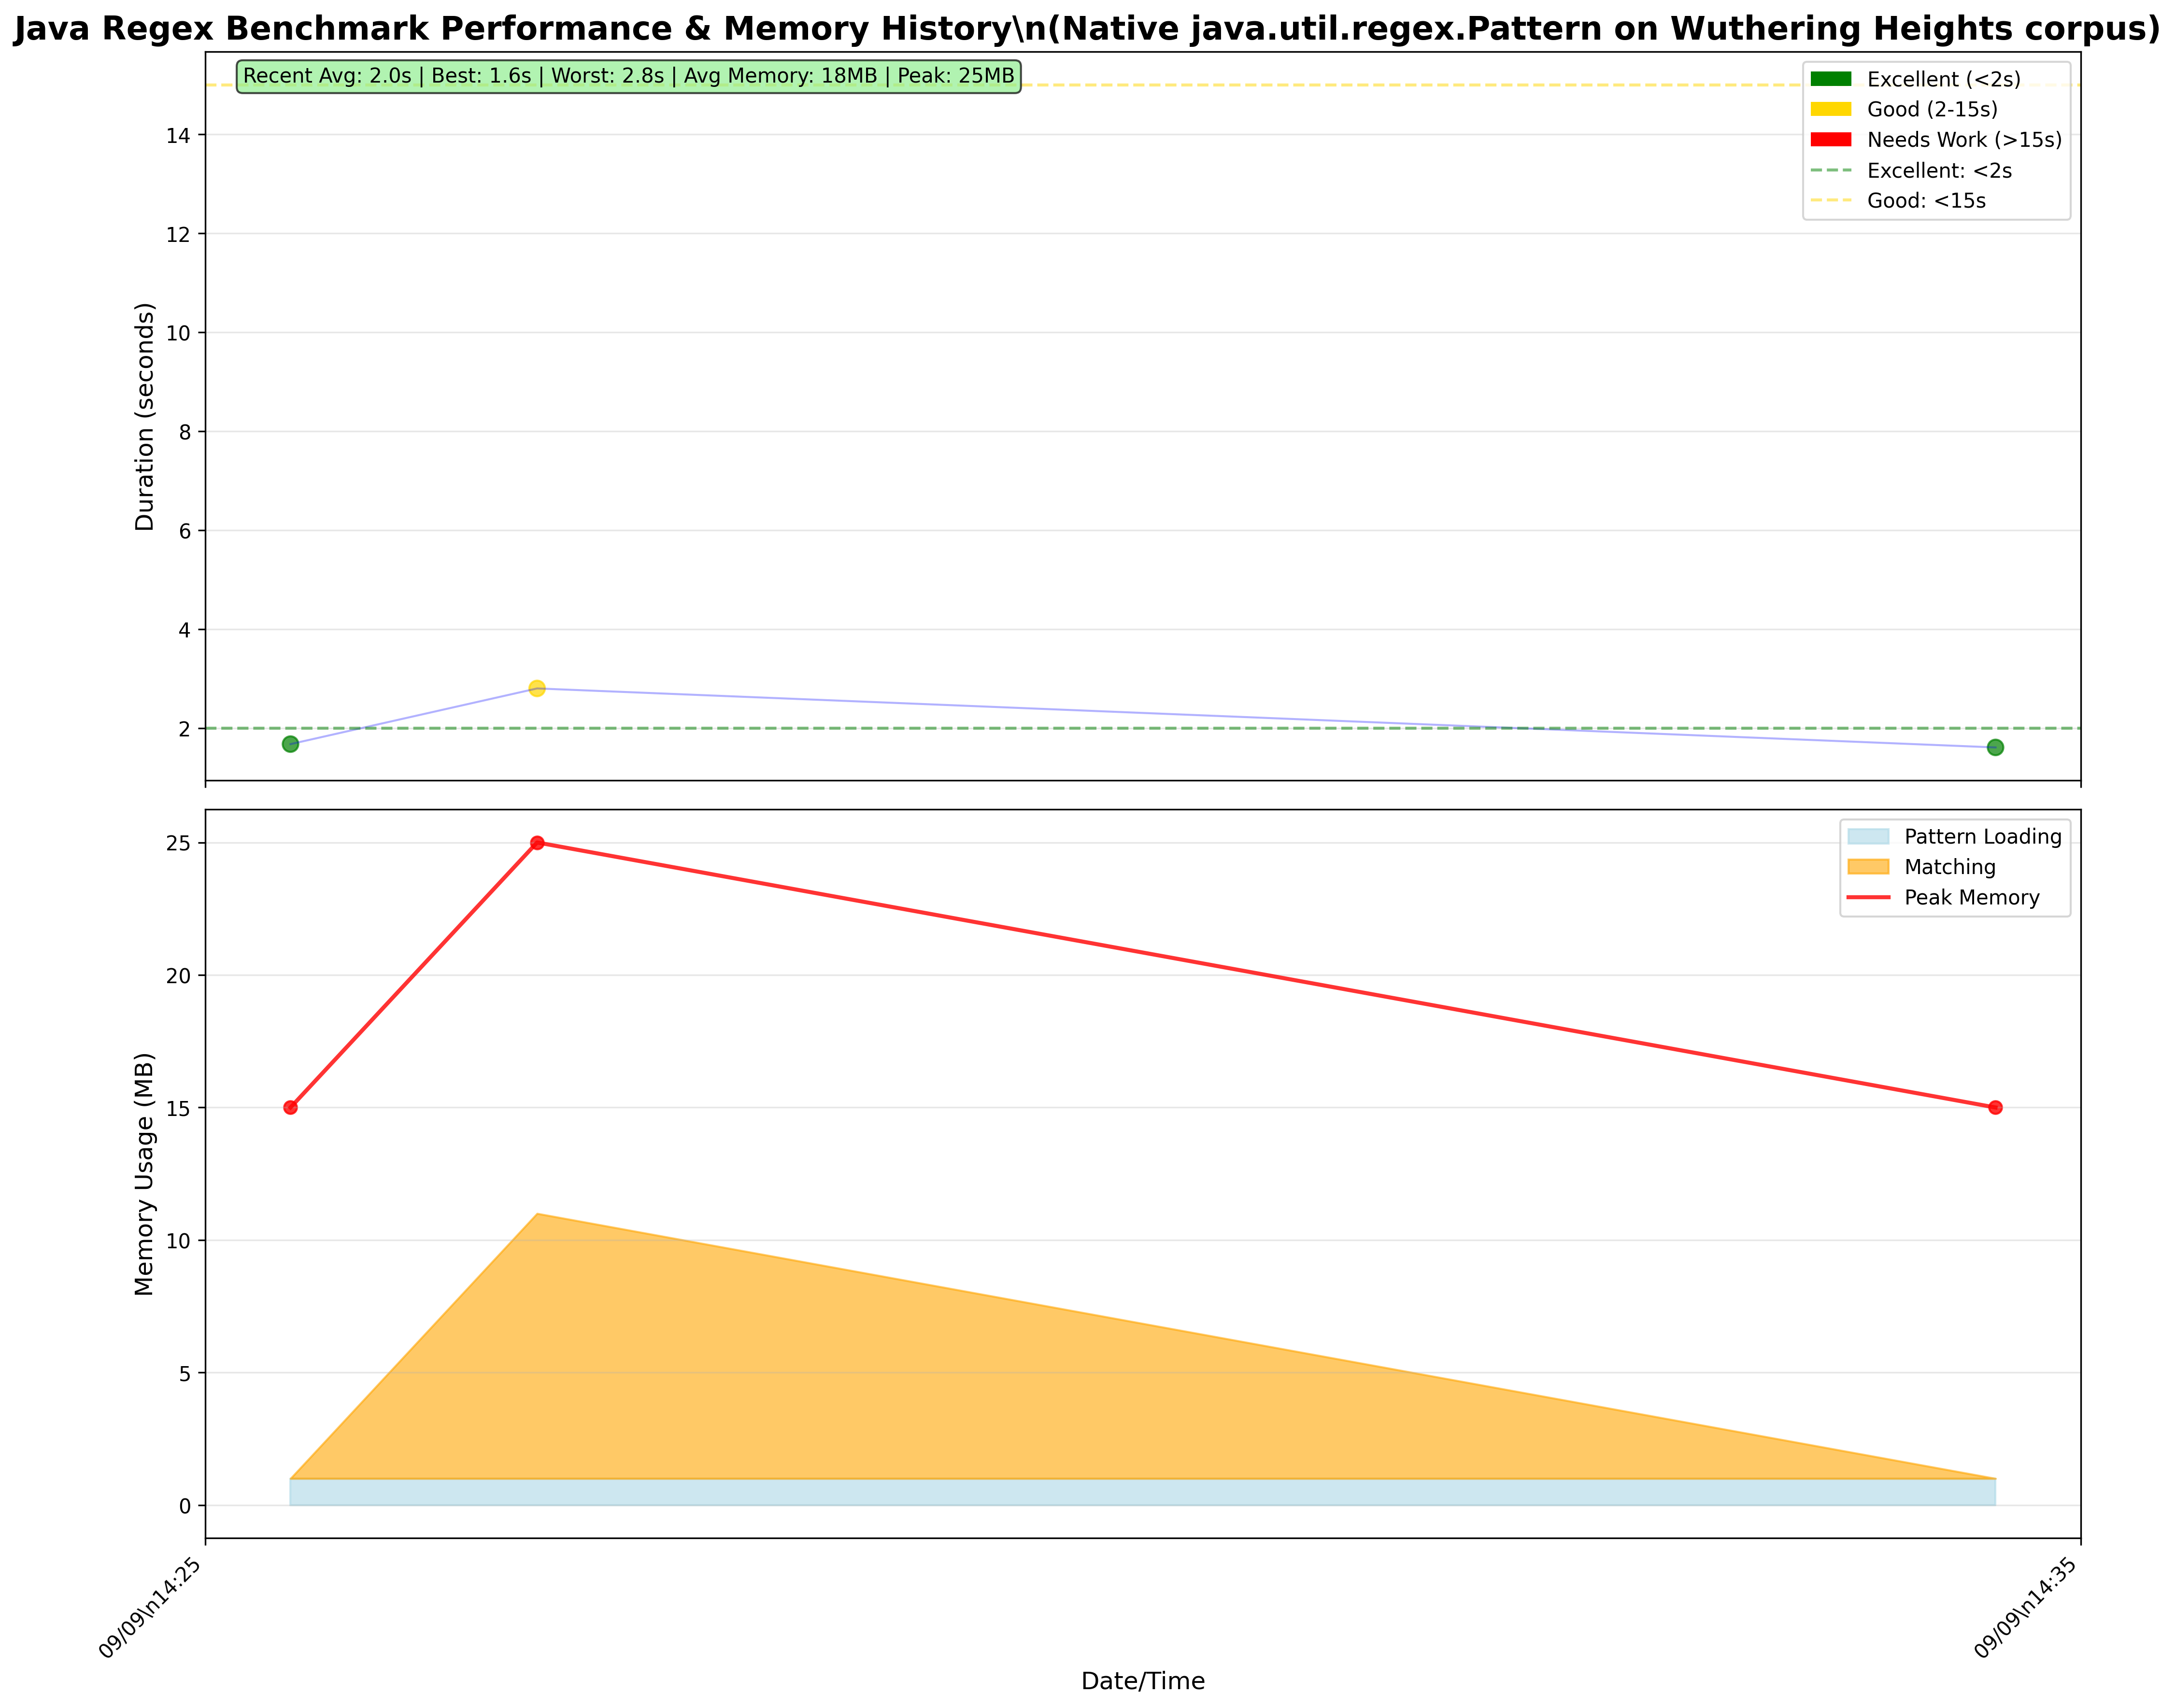 Java Regex Benchmark Performance & Memory History\n(Native java.util.regex.Pattern on Wuthering Heights corpus)
Recent Avg: 2.0s | Best: 1.6s | Worst: 2.8s | Avg Memory: 18MB | Peak: 25MB
Excellent (<2s)
Good (2-15s)
Needs Work (>15s)
Excellent: <2s
Good: <15s
Duration (seconds)
14
12
10
8
6
4
2
Pattern Loading
Matching
Peak Memory
Memory Usage (MB)
25
20
15
10
5
0
09/09\n14:25
09/09\n14:35
Date/Time